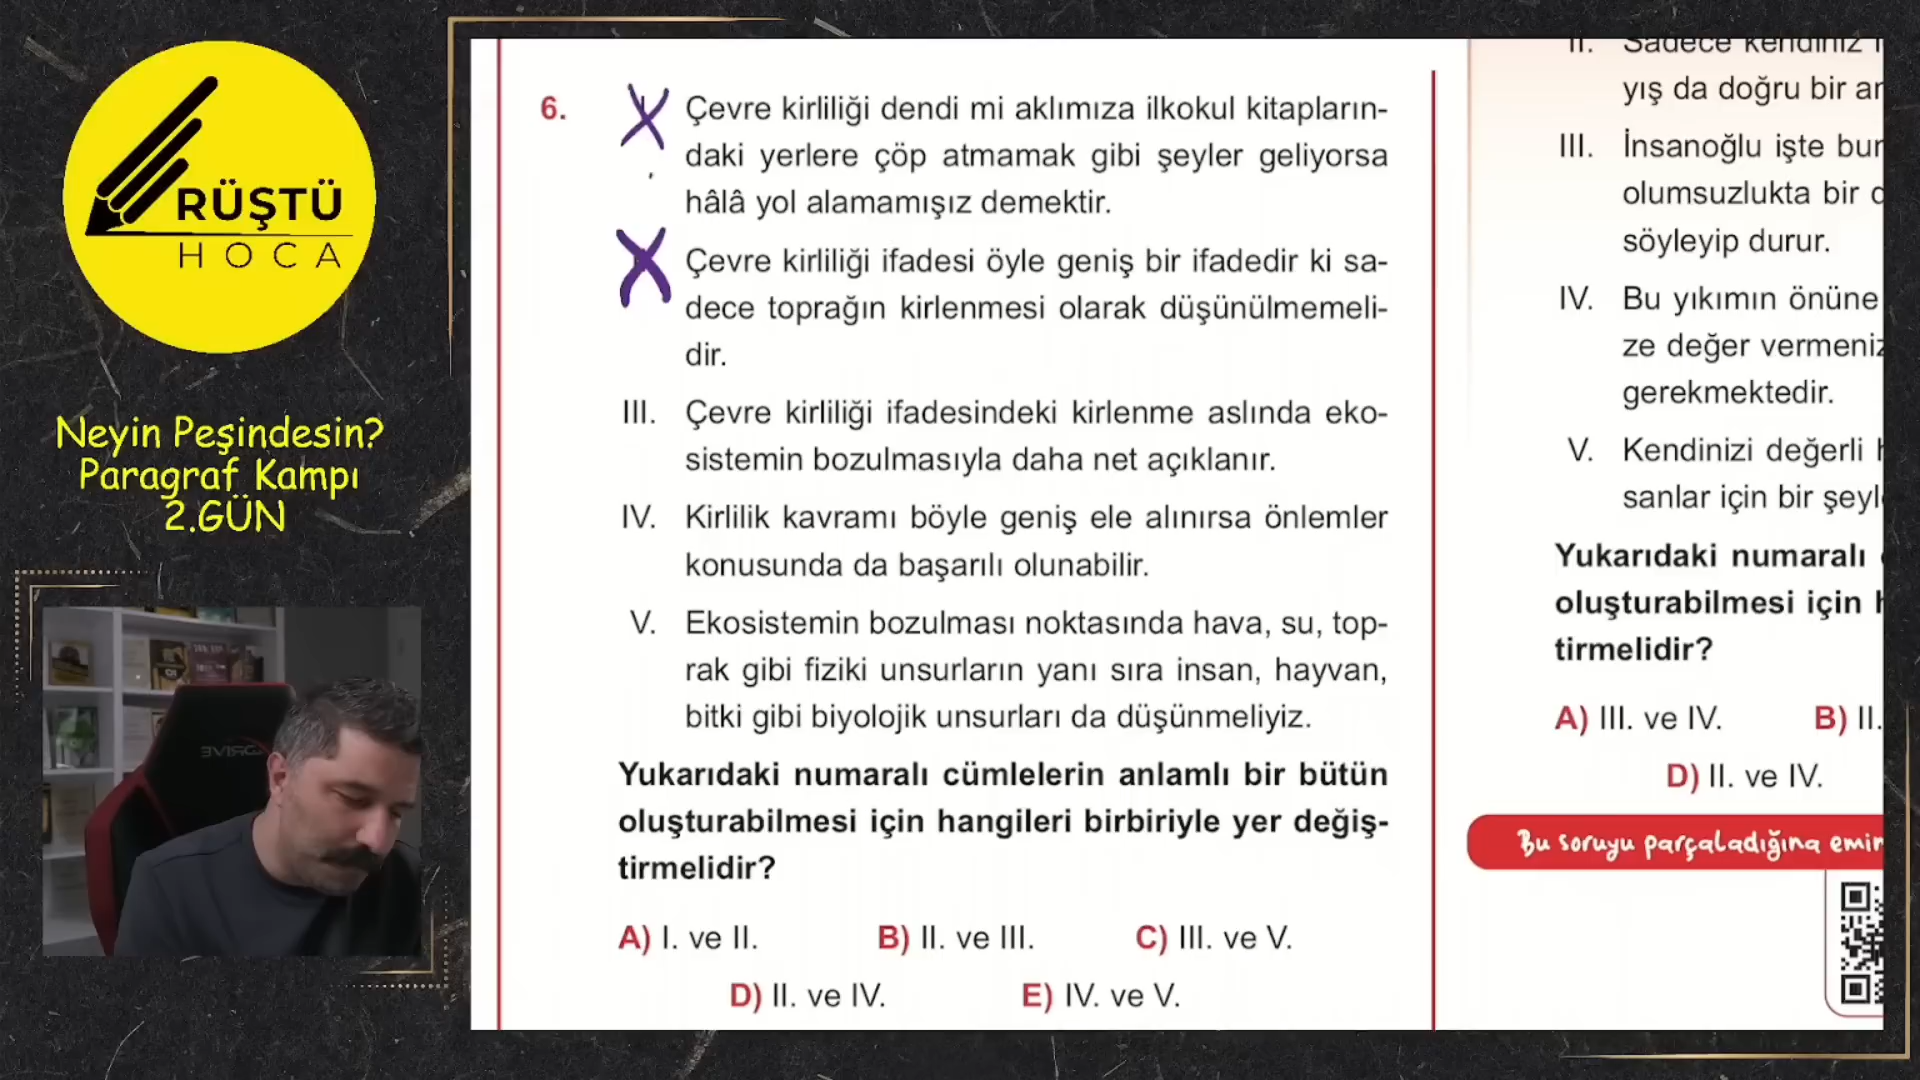 RÜŞTÜ
HOCA
Neyin Peşindesin?
Paragraf Kampı
2.GÜN
6.
Çevre kirliliği dendi mi aklımıza ilkokul kitapların-
daki yerlere çöp atmamak gibi şeyler geliyorsa
hâlâ yol alamamışız demektir.
Çevre kirliliği ifadesi öyle geniş bir ifadedir ki sa-
dece toprağın kirlenmesi olarak düşünülmemeli-
dir.
III. Çevre kirliliği ifadesindeki kirlenme aslında eko-
sistemin bozulmasıyla daha net açıklanır.
IV. Kirlilik kavramı böyle geniş ele alınırsa önlemler
konusunda da başarılı olunabilir.
V. Ekosistemin bozulması noktasında hava, su, top-
rak gibi fiziki unsurların yanı sıra insan, hayvan,
bitki gibi biyolojik unsurları da düşünmeliyiz.
Yukarıdaki numaralı cümlelerin anlamlı bir bütün
oluşturabilmesi için hangileri birbiriyle yer değiş-
tirmelidir?
A) I. ve II. B) II. ve III. C) III. ve V.
D) II. ve IV. E) IV. ve V.
II. Sadece kendiniz
yış da doğru bir
III. İnsanoğlu işte
olumsuzlukta bir
söyleyip durur.
IV. Bu yıkımın önüne
ze değer
gerekmektedir.
V. Kendinizi değerli
sanlar için bir
Yukarıdaki numaralı
oluşturabilmesi için
tirmelidir?
A) III. ve IV. B) II.
D) II. ve IV.
Bu soruyu parçaladığına